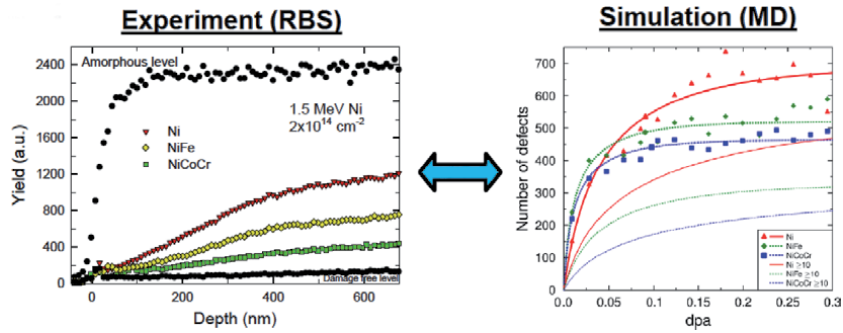 Experiment (RBS)
Simulation (MD)
2400
2000
1600
1200
800
400
0
Yield (a.u.)
Amorphous level
1.5 MeV Ni
2x10¹⁴ cm⁻²
Ni
NiFe
NiCoCr
Damage free level
0
200
400
600
Depth (nm)
700
600
500
400
300
200
100
0
Number of defects
Ni
NiFe
NiCoCr
Ni ≥10
NiFe ≥10
NiCoCr ≥10
0.0
0.05
0.1
0.15
0.2
0.25
0.3
dpa